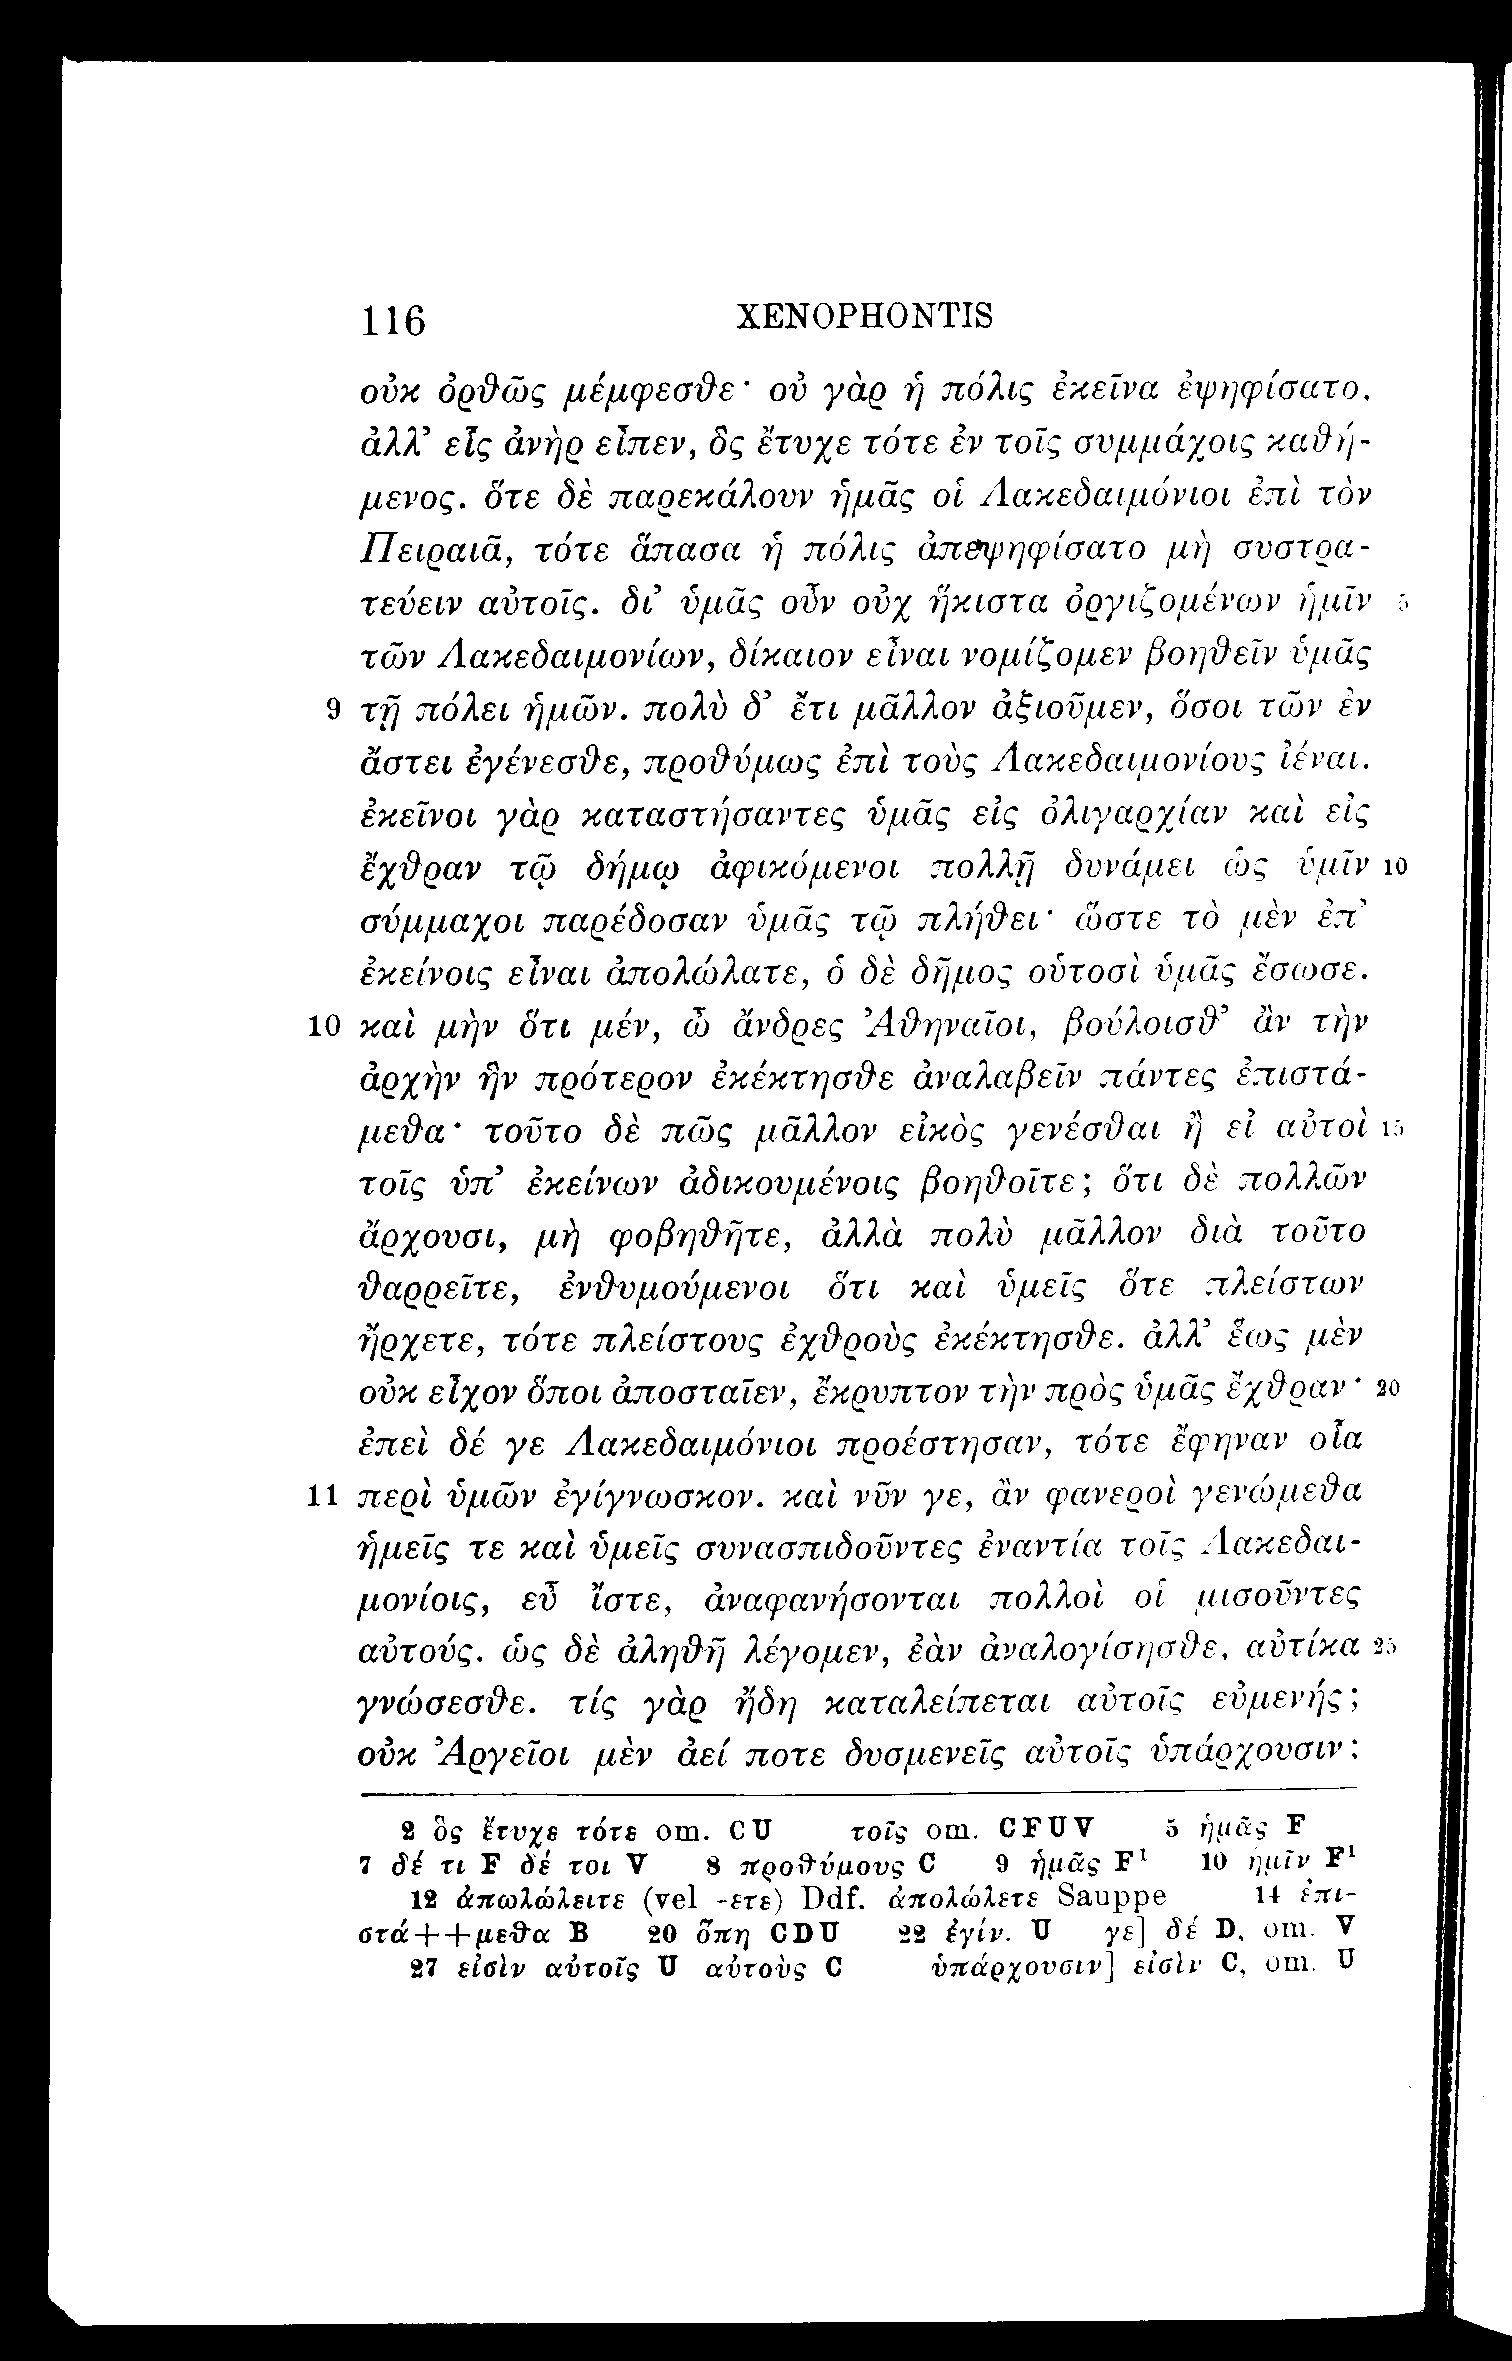 116 XENOPHONTIS
οὐκ ὀρθῶς μέμφεσθε· οὐ γὰρ ἡ πόλις ἐκεῖνα ἐψηφίσατο,
ἀλλ’ εἷς ἀνὴρ εἶπεν, ὃς ἔτυχε τότε ἐν τοῖς συμμάχοις καθή-
μενος. ὅτε δὲ παρεκάλουν ἡμᾶς οἱ Λακεδαιμόνιοι ἐπὶ τὸν
Πειραιᾶ, τότε ἅπασα ἡ πόλις ἀπεψηφίσατο μὴ συστρα-
τεύειν αὐτοῖς. δι’ ὑμᾶς οὖν οὐχ ἥκιστα ὀργιζομένων ἡμῖν 5
τῶν Λακεδαιμονίων, δίκαιον εἶναι νομίζομεν βοηθεῖν ὑμᾶς
9 τῇ πόλει ἡμῶν. πολὺ δ’ ἔτι μᾶλλον ἀξιοῦμεν, ὅσοι τῶν ἐν
ἄστει ἐγένεσθε, προθύμως ἐπὶ τοὺς Λακεδαιμονίους ἰέναι.
ἐκεῖνοι γὰρ καταστήσαντες ὑμᾶς εἰς ὀλιγαρχίαν καὶ εἰς
ἔχθραν τῷ δήμῳ ἀφικόμενοι πολλῇ δυνάμει ὡς ὑμῖν 10
σύμμαχοι παρέδοσαν ὑμᾶς τῷ πλήθει· ὥστε τὸ μὲν ἐπ’
ἐκείνοις εἶναι ἀπολώλατε, ὁ δὲ δῆμος οὑτοσὶ ὑμᾶς ἔσωσε.
10 καὶ μὴν ὅτι μέν, ὦ ἄνδρες Ἀθηναῖοι, βούλοισθ’ ἂν τὴν
ἀρχὴν ἣν πρότερον ἐκέκτησθε ἀναλαβεῖν πάντες ἐπιστά-
μεθα· τοῦτο δὲ πῶς μᾶλλον εἰκὸς γενέσθαι ἢ εἰ αὐτοὶ 15
τοῖς ὑπ’ ἐκείνων ἀδικουμένοις βοηθοῖτε; ὅτι δὲ πολλῶν
ἄρχουσι, μὴ φοβηθῆτε, ἀλλὰ πολὺ μᾶλλον διὰ τοῦτο
θαρρεῖτε, ἐνθυμούμενοι ὅτι καὶ ὑμεῖς ὅτε πλείστων
ἤρχετε, τότε πλείστους ἐχθροὺς ἐκέκτησθε. ἀλλ’ ἕως μὲν
οὐκ εἶχον ὅποι ἀποσταῖεν, ἔκρυπτον τὴν πρὸς ὑμᾶς ἔχθραν· 20
ἐπεὶ δέ γε Λακεδαιμόνιοι προέστησαν, τότε ἔφηναν οἷα
11 περὶ ὑμῶν ἐγίγνωσκον. καὶ νῦν γε, ἂν φανεροὶ γενώμεθα
ἡμεῖς τε καὶ ὑμεῖς συνασπιδοῦντες ἐναντία τοῖς Λακεδαι-
μονίοις, εὖ ἴστε, ἀναφανήσονται πολλοὶ οἱ μισοῦντες
αὐτούς. ὡς δὲ ἀληθῆ λέγομεν, ἐὰν ἀναλογίσησθε, αὐτίκα 25
γνώσεσθε. τίς γὰρ ἤδη καταλείπεται αὐτοῖς εὐμενής;
οὐκ Ἀργεῖοι μὲν ἀεί ποτε δυσμενεῖς αὐτοῖς ὑπάρχουσιν;
2 ὃς ἔτυχε τότε om. CU τοῖς om. CFUV 5 ἡμᾶς F
7 δέ τι F δέ τοι V 8 προθύμους C 9 ἡμᾶς F¹ 10 ἡμῖν F¹
12 ἀπωλώλειτε (vel -ετε) Ddf. ἀπολώλετε Sauppe 14 ἐπι-
στά++μεθα B 20 ὅπη CDU 22 ἐγίν. U γε] δέ D, om. V
27 εἰσὶν αὐτοῖς U αὐτοὺς C ὑπάρχουσιν] εἰσὶν C, om. U